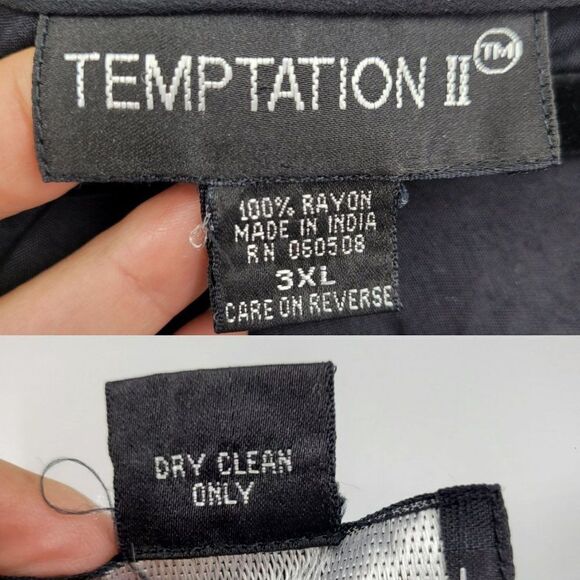 TEMPTATION II TM
100% RAYON
MADE IN INDIA
RN 060508
3XL
CARE ON REVERSE
DRY CLEAN
ONLY